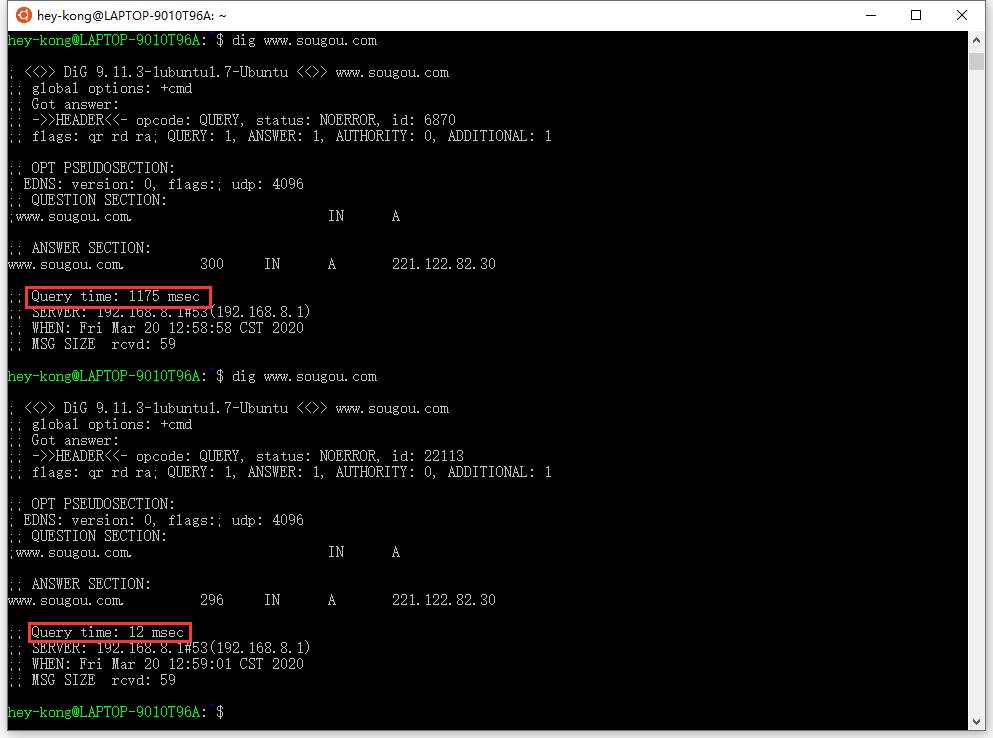 hey-kong@LAPTOP-9010T96A: ~
hey-kong@LAPTOP-9010T96A:~$ dig www.sougou.com
; <<>> DiG 9.11.3-1ubuntu1.7-Ubuntu <<>> www.sougou.com
;; global options: +cmd
;; Got answer:
;; ->>HEADER<<- opcode: QUERY, status: NOERROR, id: 6870
;; flags: qr rd ra; QUERY: 1, ANSWER: 1, AUTHORITY: 0, ADDITIONAL: 1
;; OPT PSEUDOSECTION:
; EDNS: version: 0, flags:; udp: 4096
;; QUESTION SECTION:
;www.sougou.com. IN A
;; ANSWER SECTION:
www.sougou.com. 300 IN A 221.122.82.30
;; Query time: 1175 msec
;; SERVER: 192.168.8.1#53(192.168.8.1)
;; WHEN: Fri Mar 20 12:58:58 CST 2020
;; MSG SIZE rcvd: 59
hey-kong@LAPTOP-9010T96A:~$ dig www.sougou.com
; <<>> DiG 9.11.3-1ubuntu1.7-Ubuntu <<>> www.sougou.com
;; global options: +cmd
;; Got answer:
;; ->>HEADER<<- opcode: QUERY, status: NOERROR, id: 22113
;; flags: qr rd ra; QUERY: 1, ANSWER: 1, AUTHORITY: 0, ADDITIONAL: 1
;; OPT PSEUDOSECTION:
; EDNS: version: 0, flags:; udp: 4096
;; QUESTION SECTION:
;www.sougou.com. IN A
;; ANSWER SECTION:
www.sougou.com. 296 IN A 221.122.82.30
;; Query time: 12 msec
;; SERVER: 192.168.8.1#53(192.168.8.1)
;; WHEN: Fri Mar 20 12:59:01 CST 2020
;; MSG SIZE rcvd: 59
hey-kong@LAPTOP-9010T96A:~$